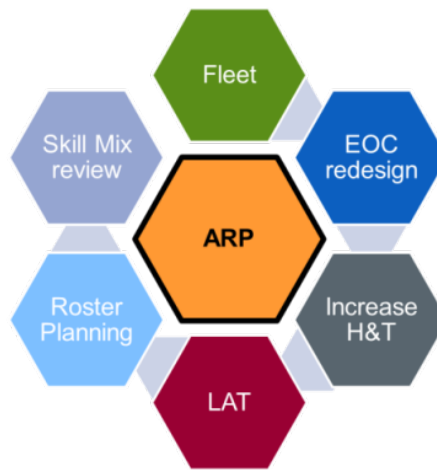 Fleet
Skill Mix
review
EOC
redesign
ARP
Roster
Planning
Increase
H&T
LAT